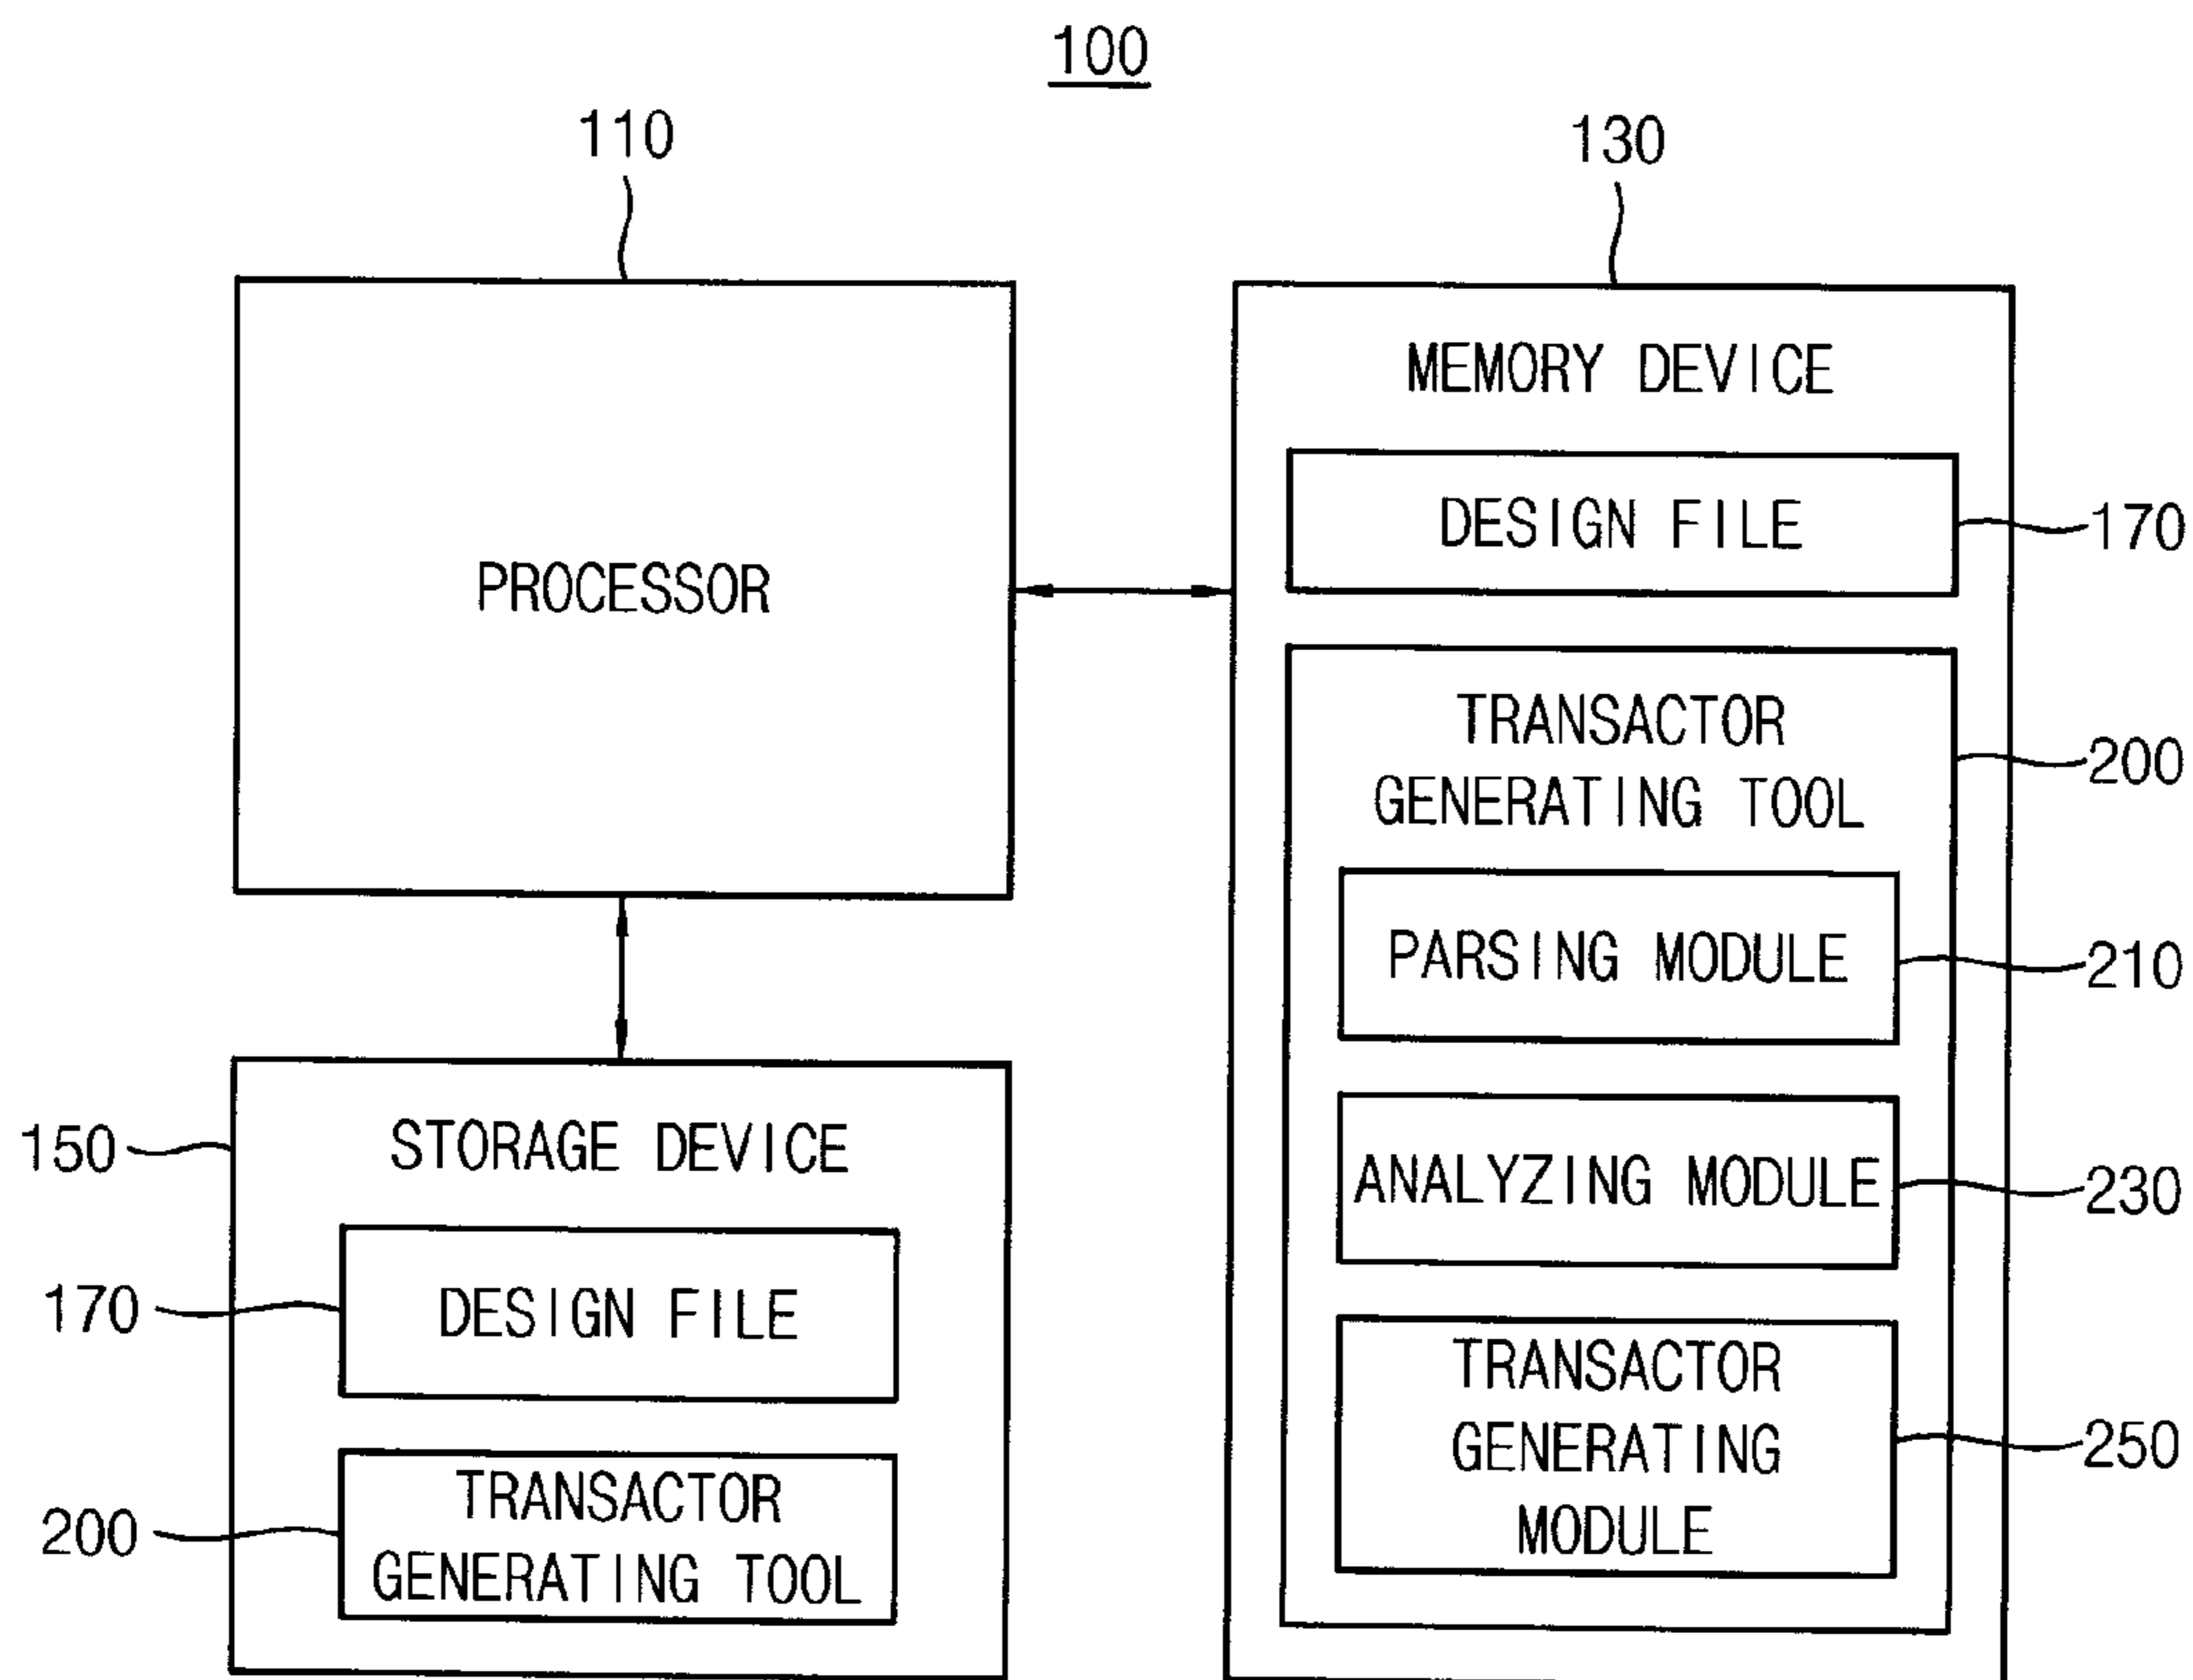 100
110
130
PROCESSOR
MEMORY DEVICE
DESIGN FILE
170
TRANSACTOR
GENERATING TOOL
200
PARSING MODULE
210
ANALYZING MODULE
230
TRANSACTOR
GENERATING
MODULE
250
150
STORAGE DEVICE
170
DESIGN FILE
200
TRANSACTOR
GENERATING TOOL